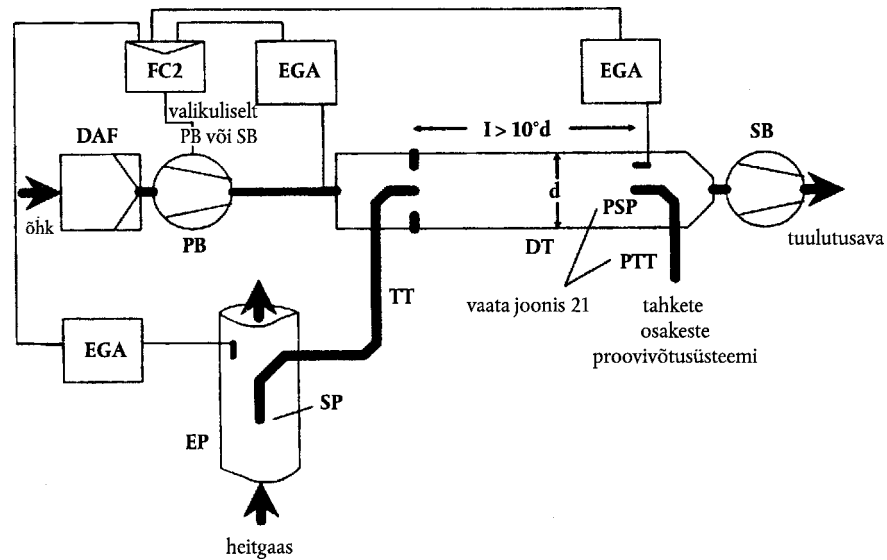 FC2
EGA
EGA
valikuliselt
PB või SB
l > 10°d
SB
DAF
d
PSP
õhk
PB
DT
PTT
tuulutusava
TT
vaata joonis 21
tahkete
osakeste
proovivõtusüsteemi
EGA
SP
EP
heitgaas